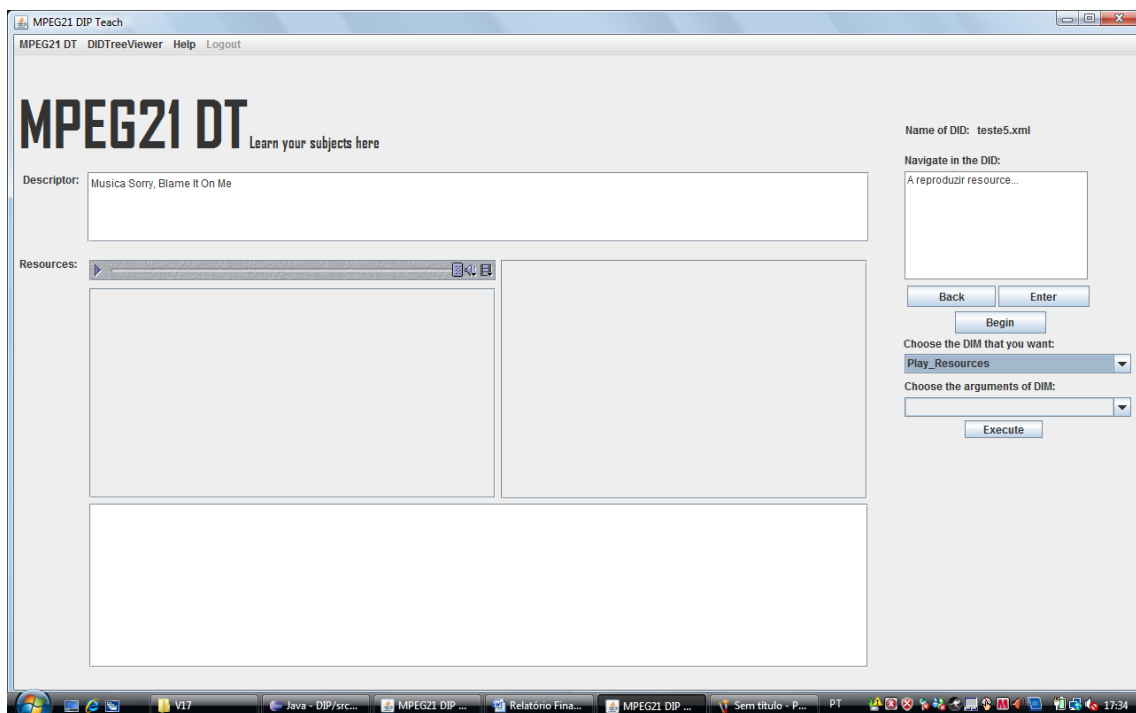 MPEG21 DIP Teach
MPEG21 DT DIDTreeViewer Help Logout
MPEG21 DT Learn your subjects here
Descriptor:
Musica Sorry, Blame It On Me
Resources:
Name of DID: teste5.xml
Navigate in the DID:
A reproduzir resource...
Back Enter
Begin
Choose the DIM that you want:
Play_Resources
Choose the arguments of DIM:
Execute
V17 Java - DIP/src... MPEG21 DIP ... Relatório Fina... MPEG21 DIP ... Sem título - P... PT 17:34